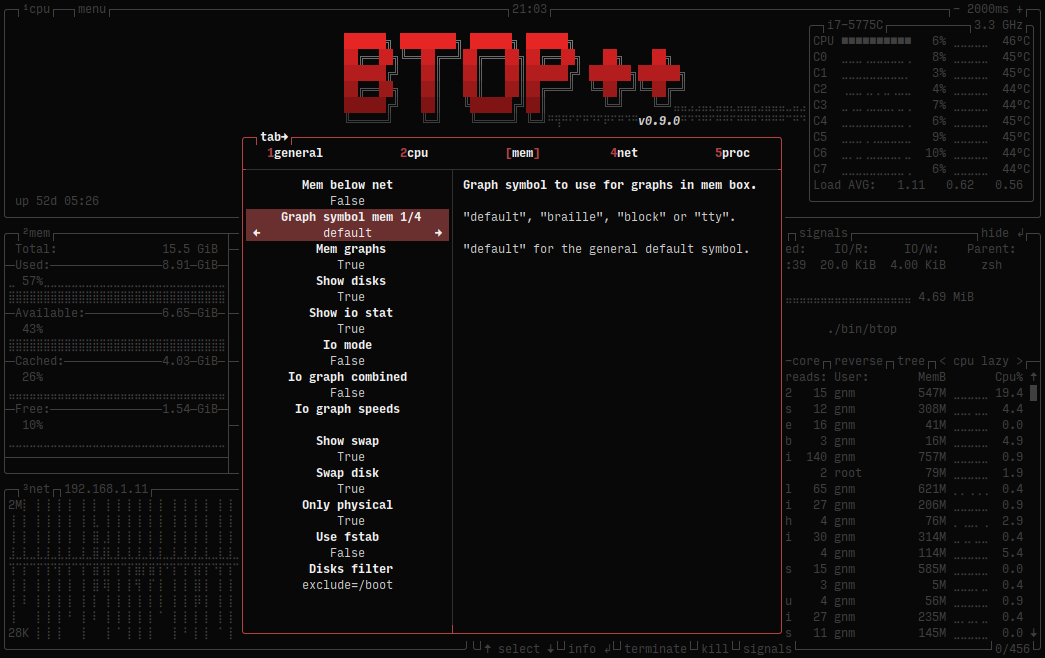 ¹cpu menu 21:03 - 2000ms +
i7-5775C 3.3 GHz
BTOP++
CPU 6% 46°C
C0 8% 45°C
C1 3% 45°C
C2 4% 44°C
C3 7% 44°C
C4 6% 45°C
C5 9% 45°C
C6 10% 44°C
C7 6% 44°C
Load AVG: 1.11 0.62 0.56
v0.9.0
up 52d 05:26
tab→
1general 2cpu [mem] 4net 5proc
Mem below net
False
Graph symbol mem 1/4
← default →
Mem graphs
True
Show disks
True
Show io stat
True
Io mode
False
Io graph combined
False
Io graph speeds
Show swap
True
Swap disk
True
Only physical
True
Use fstab
False
Disks filter
exclude=/boot
Graph symbol to use for graphs in mem box.
"default", "braille", "block" or "tty".
"default" for the general default symbol.
²mem
Total: 15.5 GiB
Used: 8.91 GiB
57%
Available: 6.65 GiB
43%
Cached: 4.03 GiB
26%
Free: 1.54 GiB
10%
³net 192.168.1.11
2M
28K
signals hide ↲
ed: IO/R: IO/W: Parent:
:39 20.0 KiB 4.00 KiB zsh
4.69 MiB
./bin/btop
-core reverse tree < cpu lazy >
reads: User: MemB Cpu% ↑
2 15 gnm 547M 19.4
s 12 gnm 308M 4.4
e 16 gnm 41M 0.0
b 3 gnm 16M 4.9
i 140 gnm 757M 0.9
2 root 79M 1.9
l 65 gnm 621M 0.4
i 27 gnm 206M 0.9
h 4 gnm 76M 2.9
i 30 gnm 314M 0.4
4 gnm 114M 5.4
s 15 gnm 585M 0.0
3 gnm 5M 0.4
u 4 gnm 56M 0.9
i 27 gnm 235M 0.4
s 11 gnm 145M 0.0 ↓
↑ select ↓ info ↲ terminate kill signals 0/456